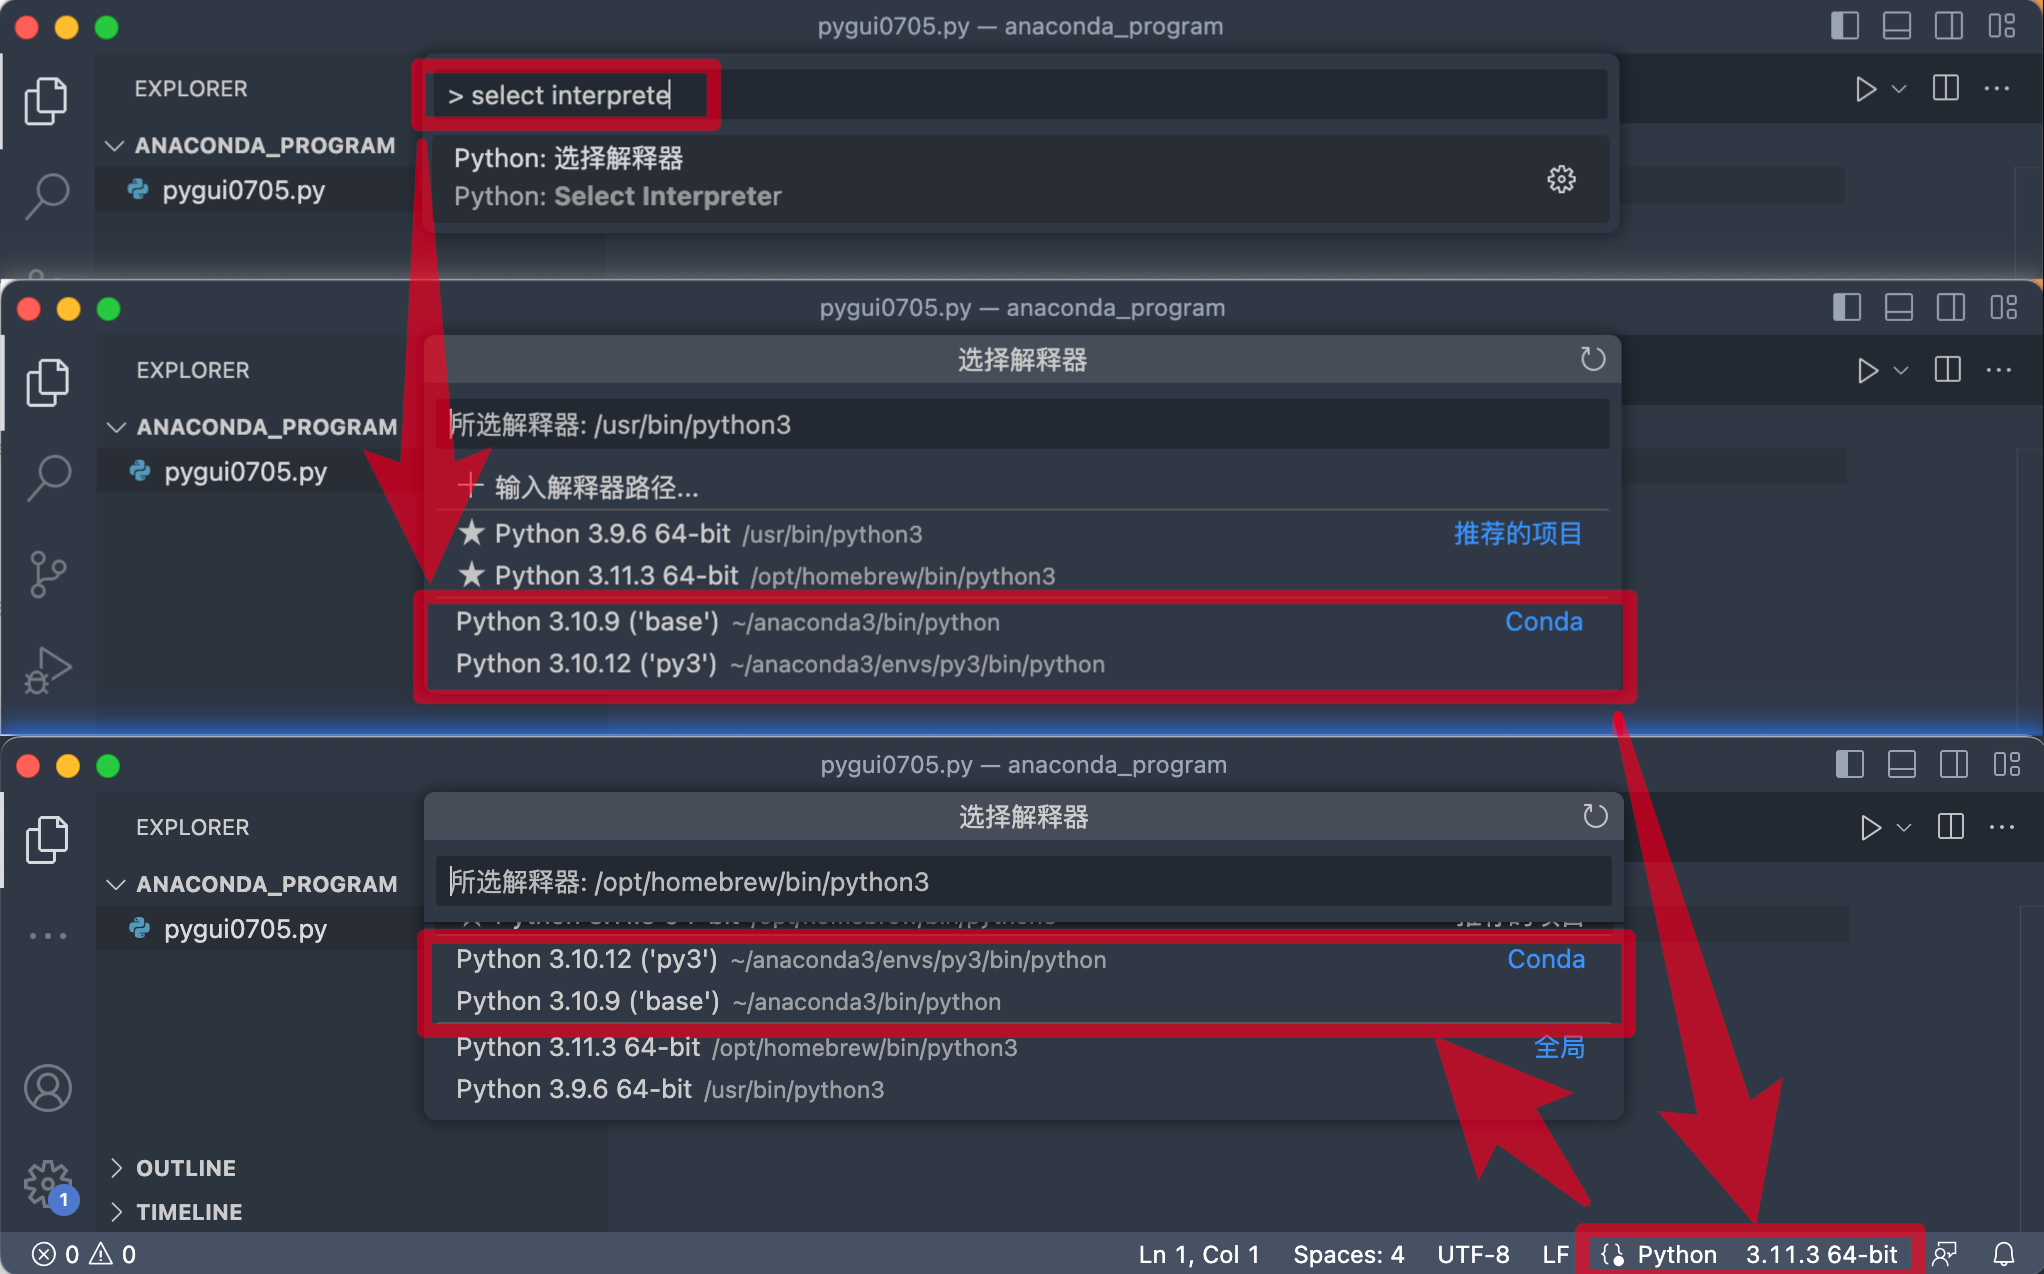 pygui0705.py — anaconda_program
EXPLORER
> select interprete
ANACONDA_PROGRAM
Python: 选择解释器
pygui0705.py
Python: Select Interpreter
pygui0705.py — anaconda_program
EXPLORER
选择解释器
ANACONDA_PROGRAM
所选解释器: /usr/bin/python3
pygui0705.py
输入解释器路径...
★ Python 3.9.6 64-bit /usr/bin/python3 推荐的项目
★ Python 3.11.3 64-bit /opt/homebrew/bin/python3
Python 3.10.9 ('base') ~/anaconda3/bin/python Conda
Python 3.10.12 ('py3') ~/anaconda3/envs/py3/bin/python
pygui0705.py — anaconda_program
EXPLORER
选择解释器
ANACONDA_PROGRAM
所选解释器: /opt/homebrew/bin/python3
pygui0705.py
Python 3.10.12 ('py3') ~/anaconda3/envs/py3/bin/python Conda
Python 3.10.9 ('base') ~/anaconda3/bin/python
Python 3.11.3 64-bit /opt/homebrew/bin/python3 全局
Python 3.9.6 64-bit /usr/bin/python3
OUTLINE
1
TIMELINE
0 0 Ln 1, Col 1 Spaces: 4 UTF-8 LF Python 3.11.3 64-bit